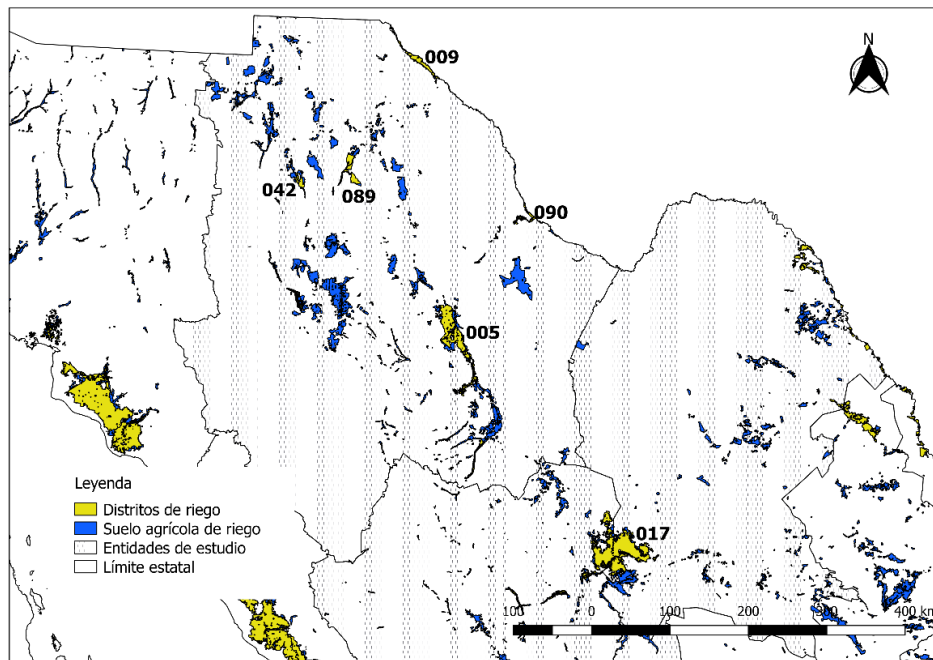 009
N
042
089
090
005
Leyenda
Distritos de riego
Suelo agrícola de riego
Entidades de estudio
Límite estatal
017
100 0 100 200 300 400 km